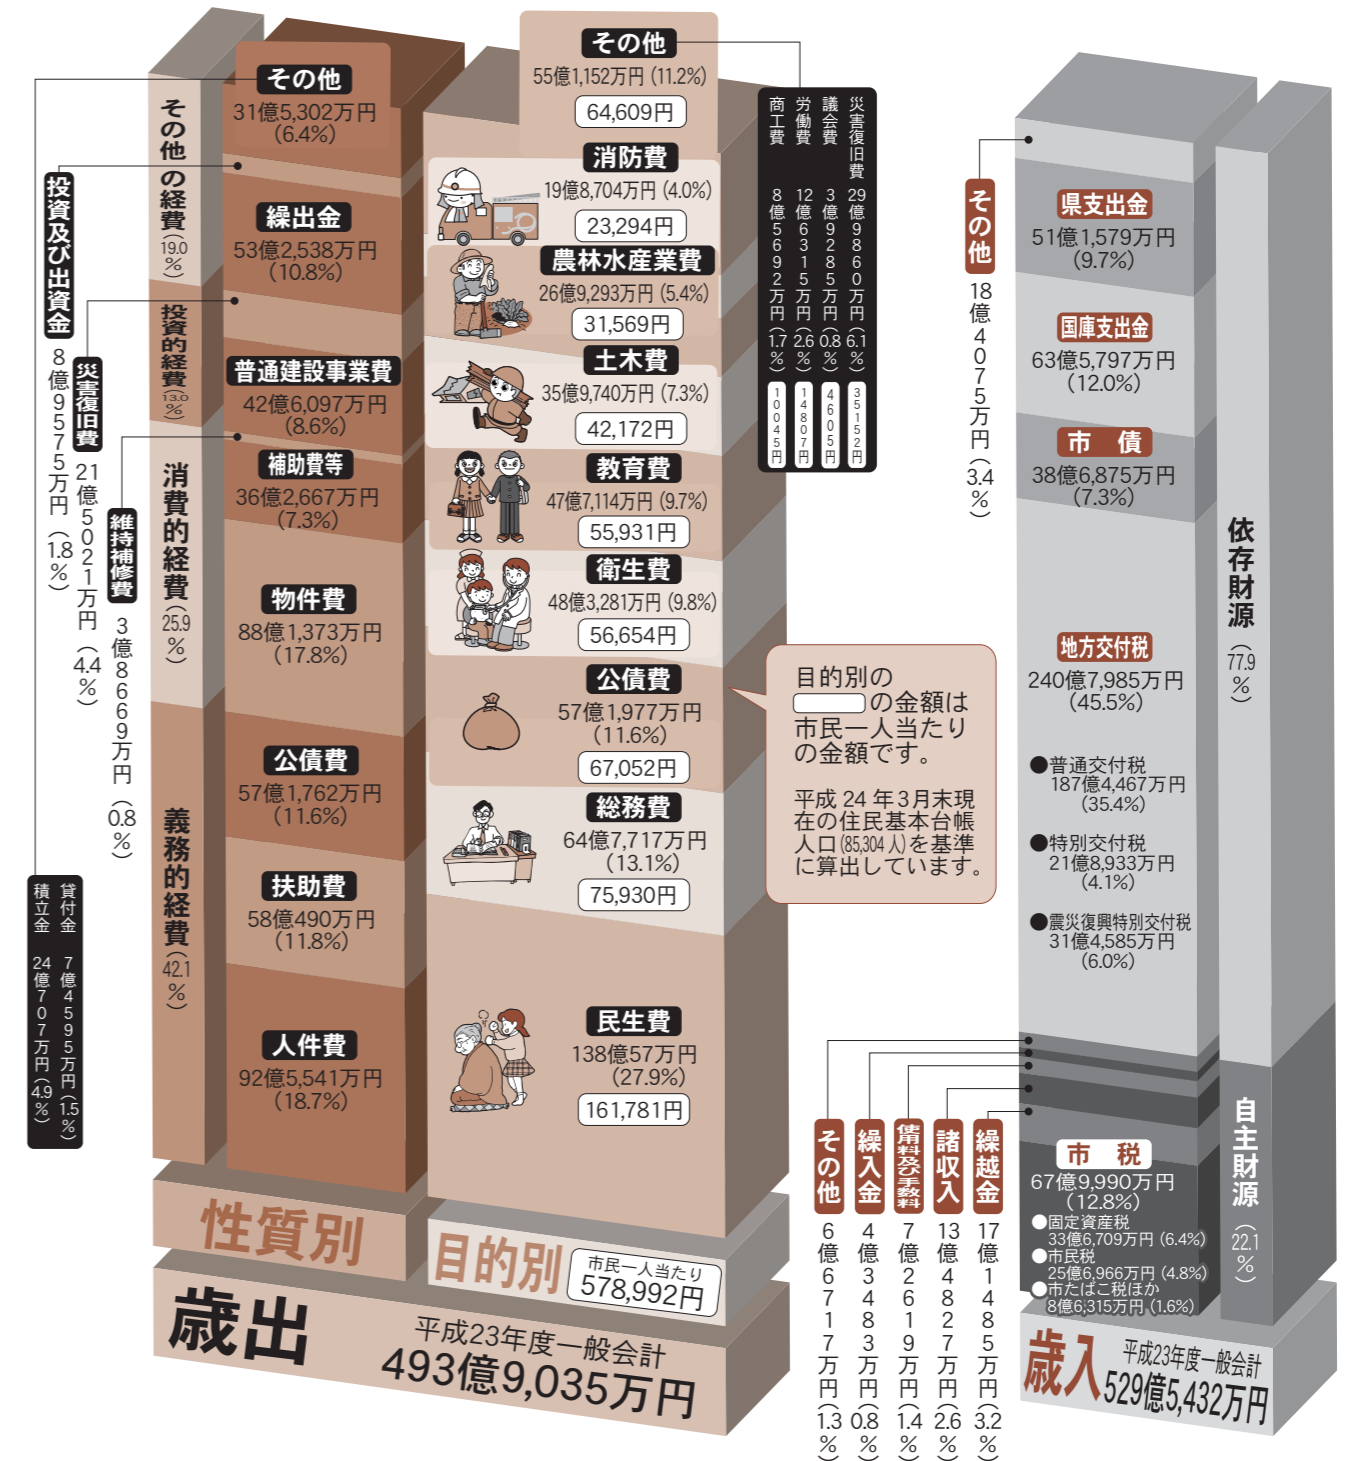 その他の経費(19.0%)
投資的経費(13.0%)
消費的経費(25.9%)
義務的経費(42.1%)
その他
31億5,302万円
(6.4%)
繰出金
53億2,538万円
(10.8%)
普通建設事業費
42億6,097万円
(8.6%)
補助費等
36億2,667万円
(7.3%)
物件費
88億1,373万円
(17.8%)
公債費
57億1,762万円
(11.6%)
扶助費
58億490万円
(11.8%)
人件費
92億5,541万円
(18.7%)
投資及び出資金 8億9575万円(1.8%)
災害復旧費 21億5021万円(4.4%)
維持補修費 3億8669万円(0.8%)
貸付金 7億4595万円(1.5%)
積立金 24億707万円(4.9%)
性質別
その他
55億1,152万円(11.2%)
64,609円
消防費
19億8,704万円(4.0%)
23,294円
農林水産業費
26億9,293万円(5.4%)
31,569円
土木費
35億9,740万円(7.3%)
42,172円
教育費
47億7,114万円(9.7%)
55,931円
衛生費
48億3,281万円(9.8%)
56,654円
公債費
57億1,977万円
(11.6%)
67,052円
総務費
64億7,717万円
(13.1%)
75,930円
民生費
138億57万円
(27.9%)
161,781円
災害復旧費 29億9860万円(6.1%) 35152円
議会費 3億9285万円(0.8%) 4605円
労働費 12億6315万円(2.6%) 14807円
商工費 8億5692万円(1.7%) 10045円
目的別の
の金額は
市民一人当たり
の金額です。
平成24年3月末現
在の住民基本台帳
人口(85,304人)を基準
に算出しています。
目的別
市民一人当たり
578,992円
歳出
平成23年度一般会計
493億9,035万円
その他 18億4075万円(3.4%)
県支出金
51億1,579万円
(9.7%)
国庫支出金
63億5,797万円
(12.0%)
市 債
38億6,875万円
(7.3%)
地方交付税
240億7,985万円
(45.5%)
●普通交付税
187億4,467万円
(35.4%)
●特別交付税
21億8,933万円
(4.1%)
●震災復興特別交付税
31億4,585万円
(6.0%)
依存財源(77.9%)
自主財源(22.1%)
繰越金 17億1485万円(3.2%)
諸収入 13億4827万円(2.6%)
使用料及び手数料 7億2619万円(1.4%)
繰入金 4億3483万円(0.8%)
その他 6億6717万円(1.3%)
市 税
67億9,990万円
(12.8%)
●固定資産税
33億6,709万円(6.4%)
●市民税
25億6,966万円(4.8%)
●市たばこ税ほか
8億6,315万円(1.6%)
歳入
平成23年度一般会計
529億5,432万円